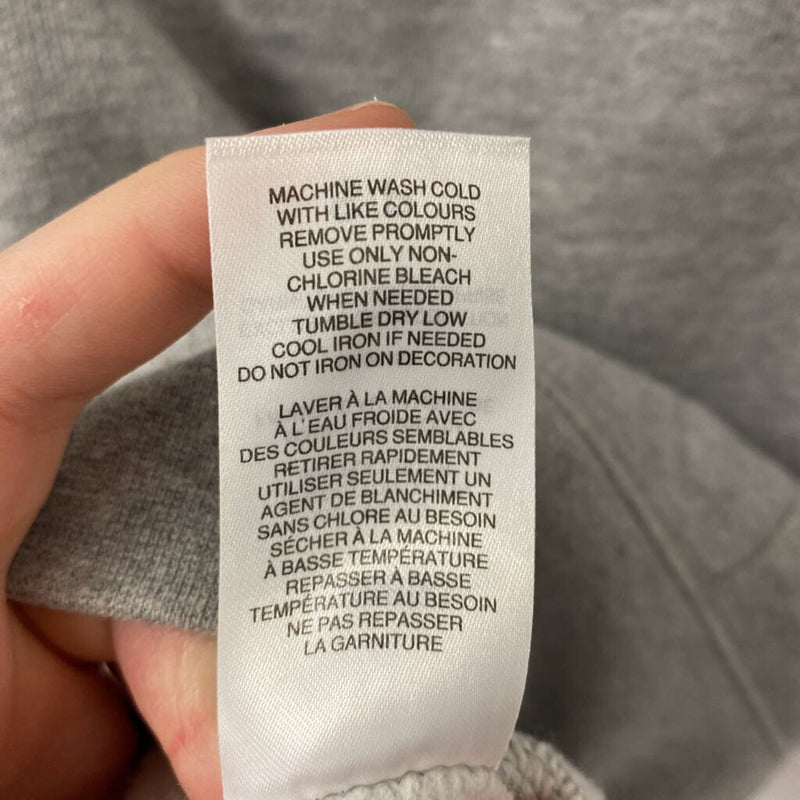 MACHINE WASH COLD
WITH LIKE COLOURS
REMOVE PROMPTLY
USE ONLY NON-
CHLORINE BLEACH
WHEN NEEDED
TUMBLE DRY LOW
COOL IRON IF NEEDED
DO NOT IRON ON DECORATION
LAVER À LA MACHINE
À L'EAU FROIDE AVEC
DES COULEURS SEMBLABLES
RETIRER RAPIDEMENT
UTILISER SEULEMENT UN
AGENT DE BLANCHIMENT
SANS CHLORE AU BESOIN
SÉCHER À LA MACHINE
À BASSE TEMPÉRATURE
REPASSER À BASSE
TEMPÉRATURE AU BESOIN
NE PAS REPASSER
LA GARNITURE